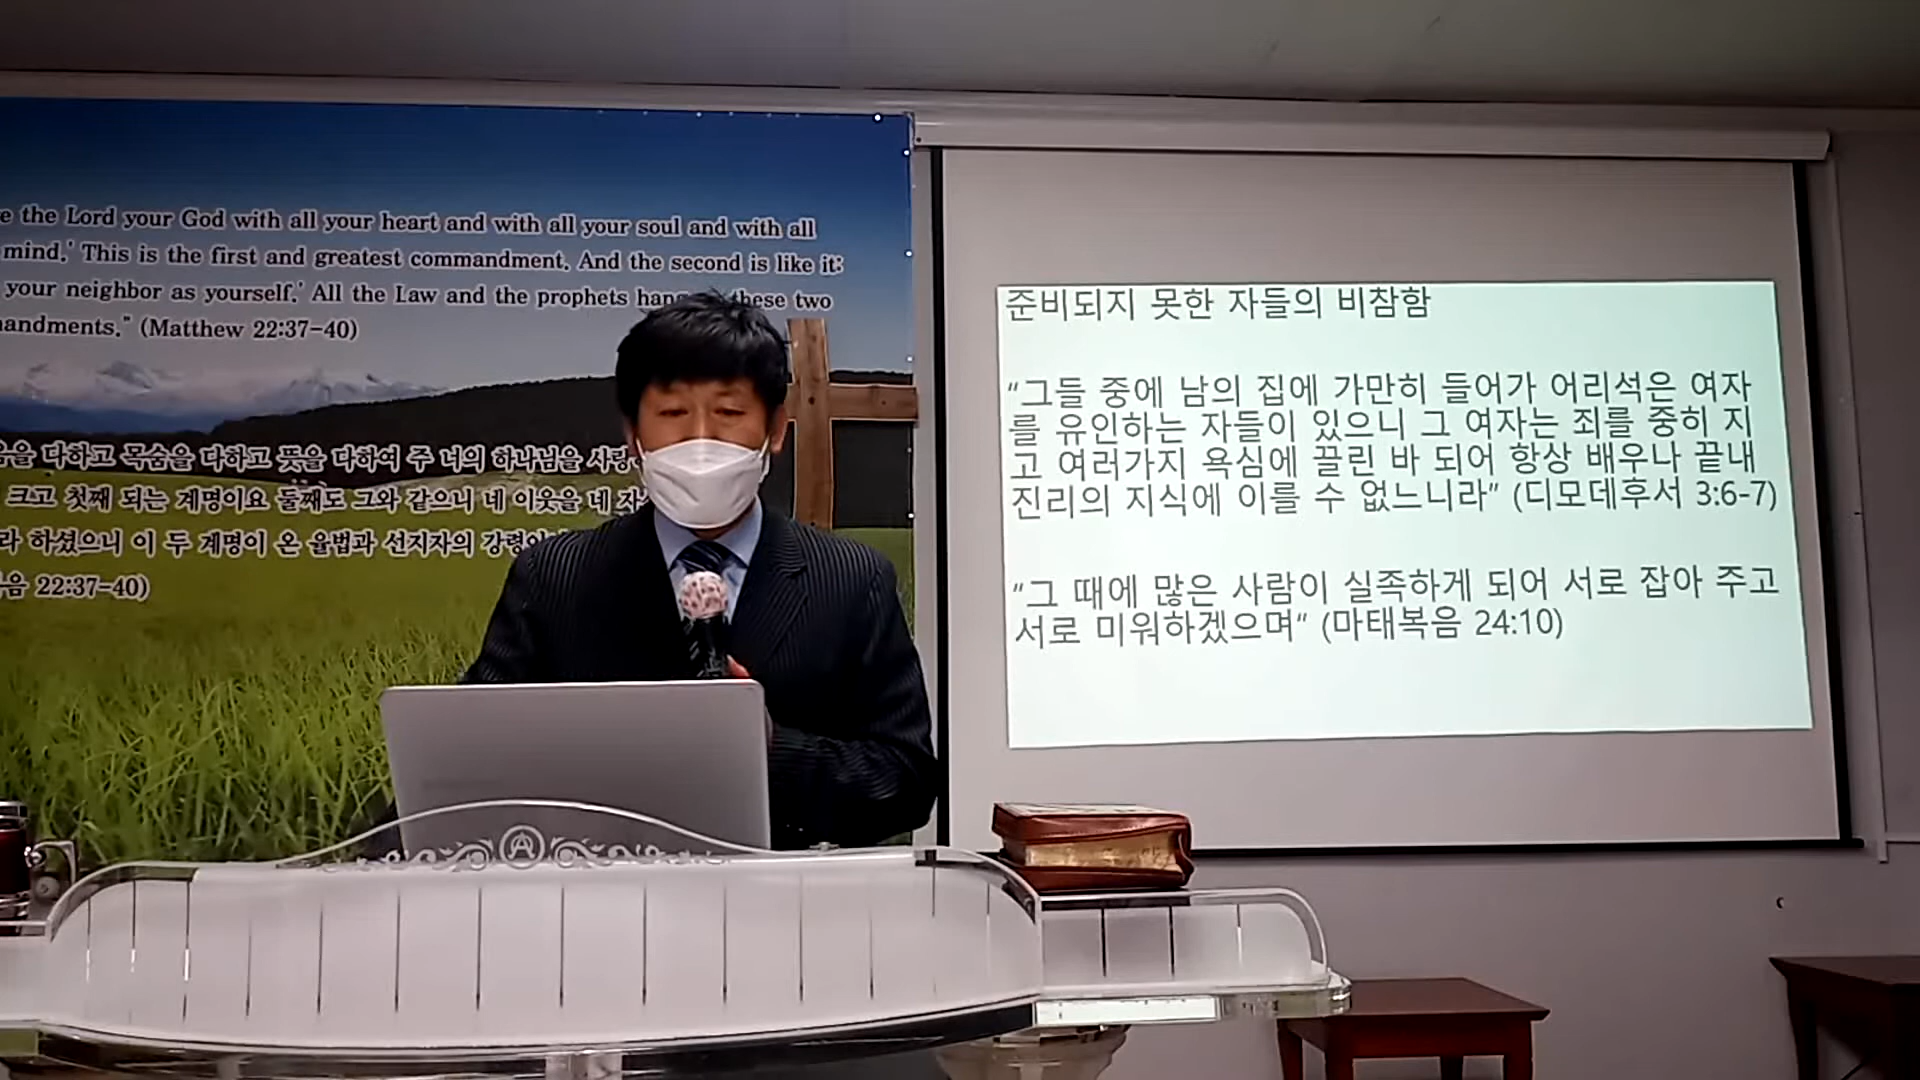 e the Lord your God with all your heart and with all your soul and with all
mind.' This is the first and greatest commandment. And the second is like it:
your neighbor as yourself.' All the Law and the prophets hang these two
andments." (Matthew 22:37-40)
을 다하고 목숨을 다하고 뜻을 다하여 주 너의 하나님을 사랑
크고 첫째 되는 계명이요 둘째도 그와 같으니 네 이웃을 네 자
라 하셨으니 이 두 계명이 온 율법과 선지자의 강령
음 22:37-40)
준비되지 못한 자들의 비참함
“그들 중에 남의 집에 가만히 들어가 어리석은 여자
를 유인하는 자들이 있으니 그 여자는 죄를 중히 지
고 여러가지 욕심에 끌린 바 되어 항상 배우나 끝내
진리의 지식에 이를 수 없느니라” (디모데후서 3:6-7)
“그 때에 많은 사람이 실족하게 되어 서로 잡아 주고
서로 미워하겠으며” (마태복음 24:10)